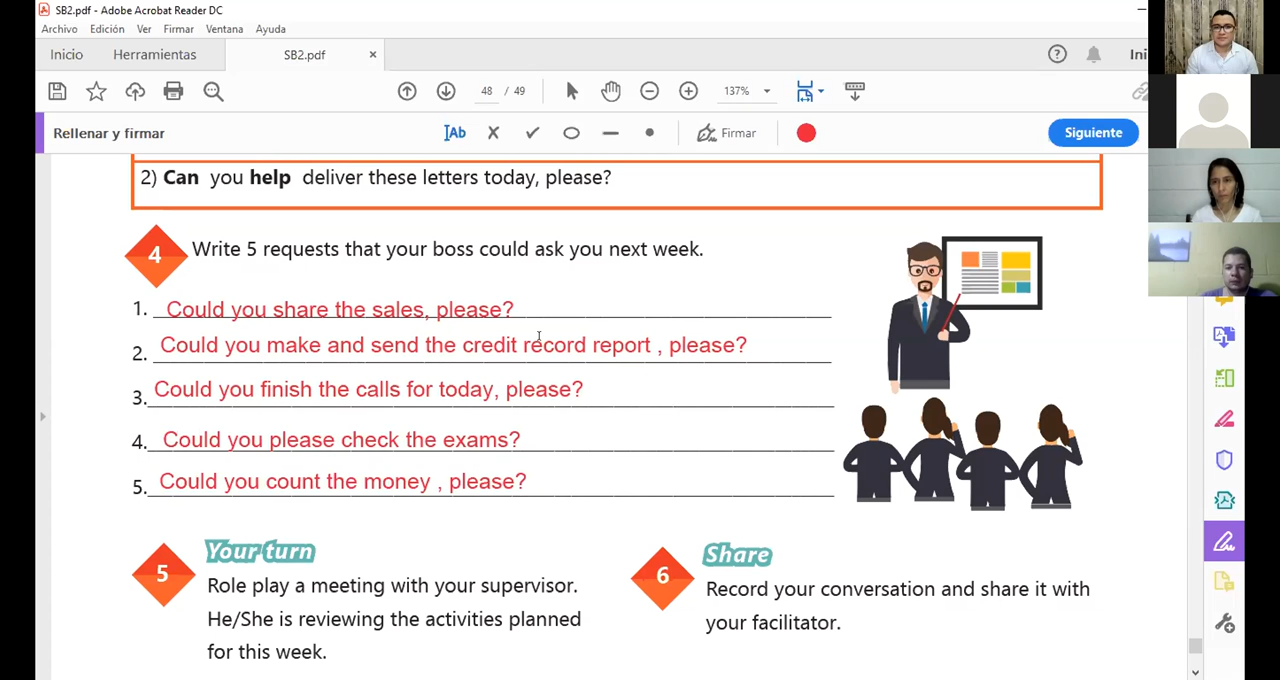 SB2.pdf - Adobe Acrobat Reader DC
Archivo Edición Ver Firmar Ventana Ayuda
Inicio Herramientas SB2.pdf × ? Ini
48 / 49 137%
Rellenar y firmar Ab Firmar Siguiente
2) Can you help deliver these letters today, please?
4 Write 5 requests that your boss could ask you next week.
1. Could you share the sales, please?
2. Could you make and send the credit record report , please?
3. Could you finish the calls for today, please?
4. Could you please check the exams?
5. Could you count the money , please?
5 Your turn
Role play a meeting with your supervisor.
He/She is reviewing the activities planned
for this week.
6 Share
Record your conversation and share it with
your facilitator.